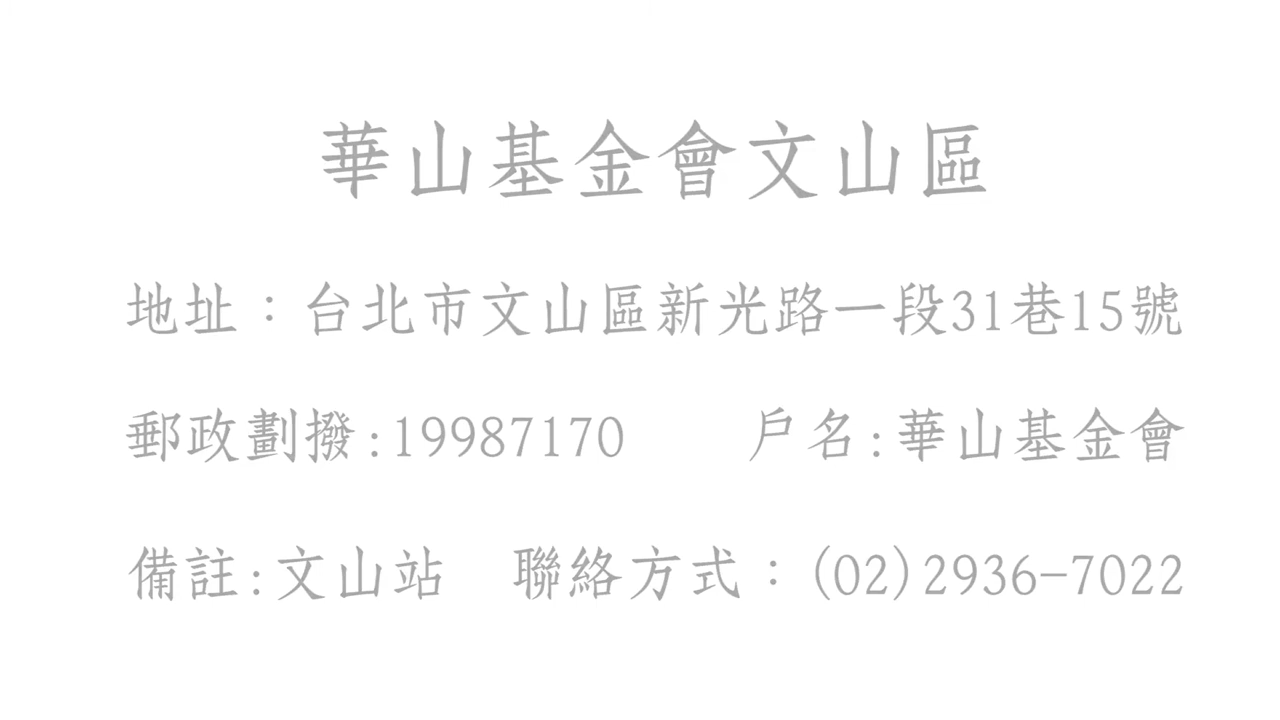 華山基金會文山區
地址：台北市文山區新光路一段31巷15號
郵政劃撥:19987170　　戶名:華山基金會
備註:文山站　聯絡方式：(02)2936-7022